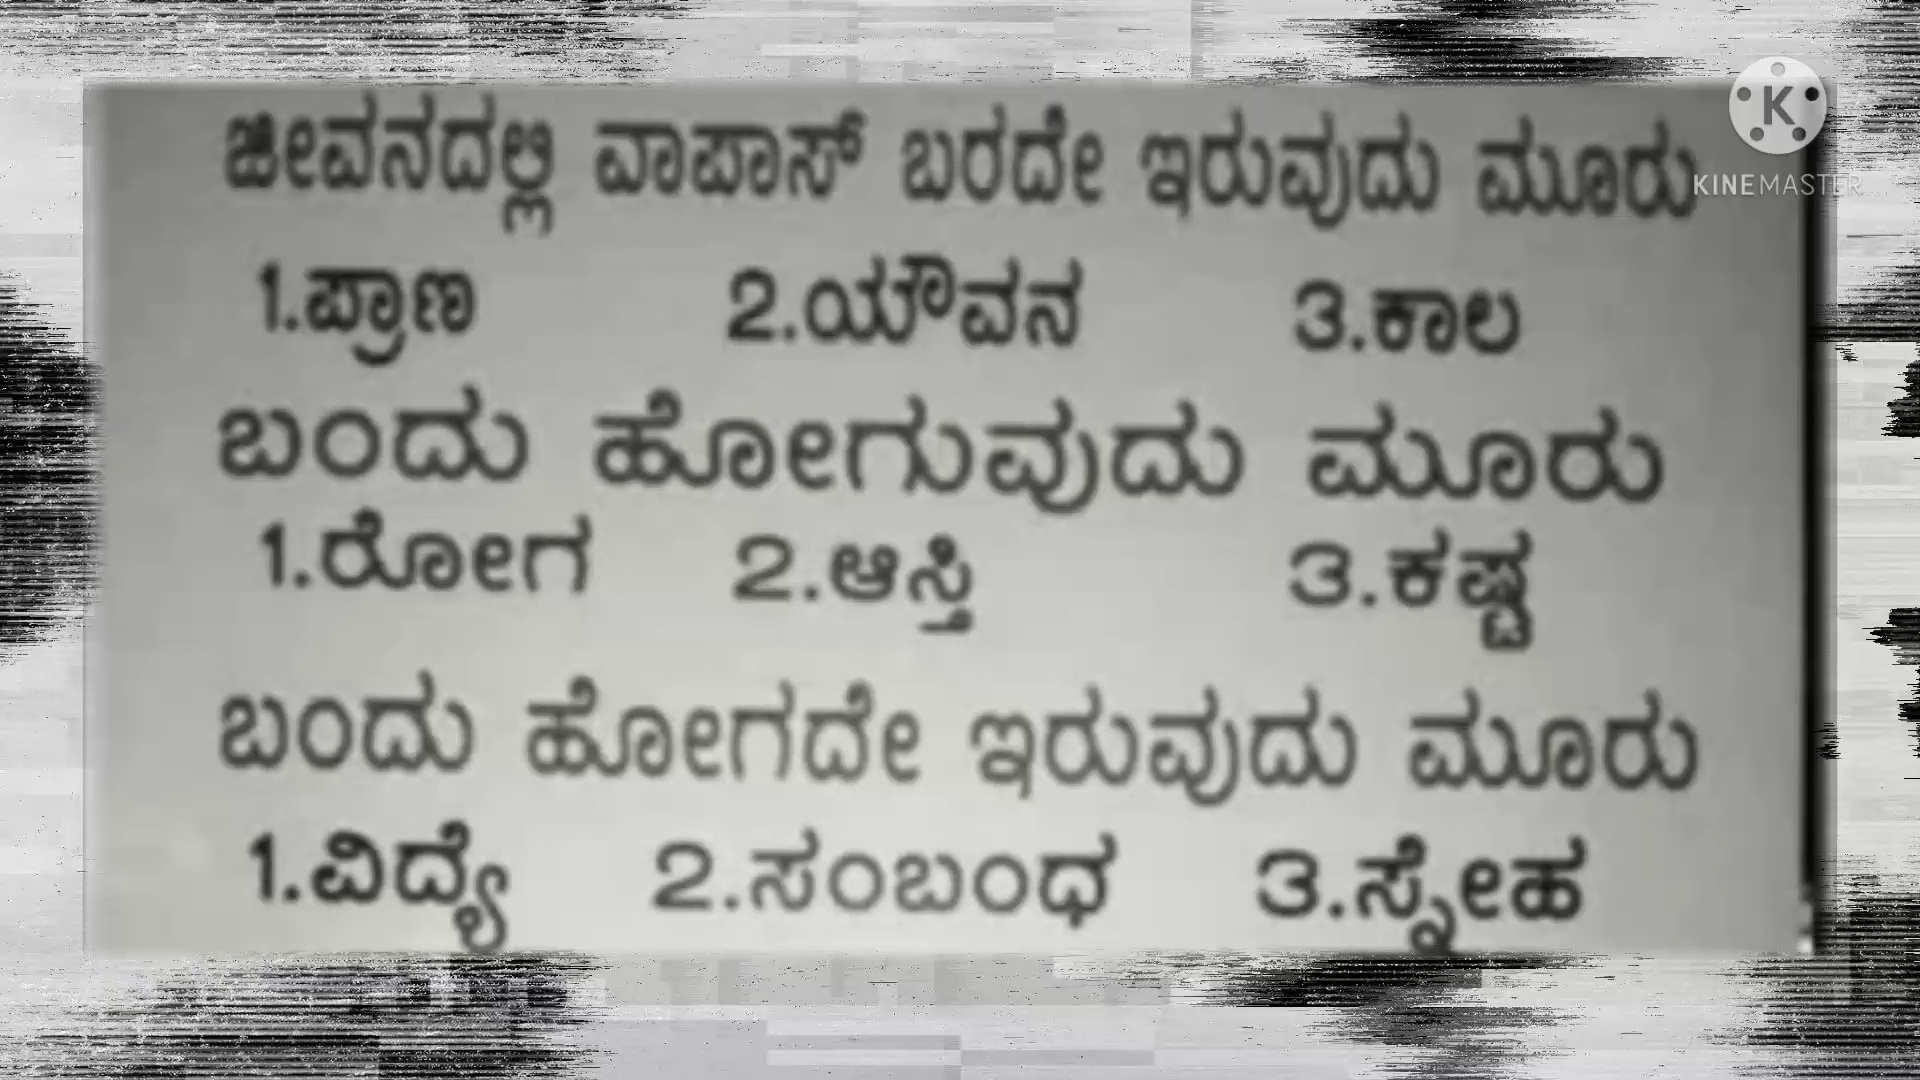 ಜೀವನದಲ್ಲಿ ವಾಪಾಸ್ ಬರದೇ ಇರುವುದು ಮೂರು
1.ಪ್ರಾಣ 2.ಯೌವನ 3.ಕಾಲ
ಬಂದು ಹೋಗುವುದು ಮೂರು
1.ರೋಗ 2.ಆಸ್ತಿ 3.ಕಷ್ಟ
ಬಂದು ಹೋಗದೇ ಇರುವುದು ಮೂರು
1.ವಿದ್ಯೆ 2.ಸಂಬಂಧ 3.ಸ್ನೇಹ
K
KINEMASTER